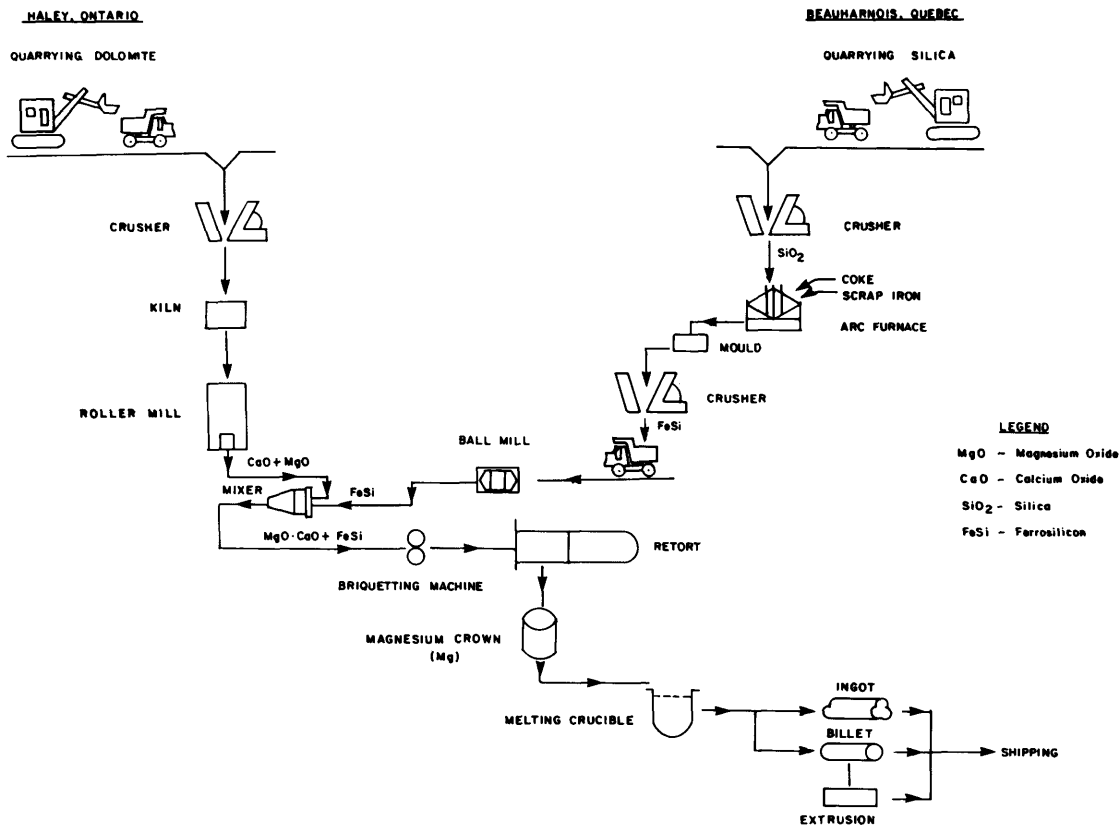 HALEY, ONTARIO
BEAUHARNOIS, QUEBEC
QUARRYING DOLOMITE
QUARRYING SILICA
CRUSHER
CRUSHER
SiO2
COKE
SCRAP IRON
KILN
ARC FURNACE
MOULD
CRUSHER
ROLLER MILL
FeSi
LEGEND
BALL MILL
MgO ~ Magnesium Oxide
CaO+MgO
CaO - Calcium Oxide
MIXER
FeSi
SiO2 - Silica
MgO·CaO + FeSi
FeSi - Ferrosilicon
RETORT
BRIQUETTING MACHINE
MAGNESIUM CROWN
(Mg)
INGOT
MELTING CRUCIBLE
BILLET
SHIPPING
EXTRUSION